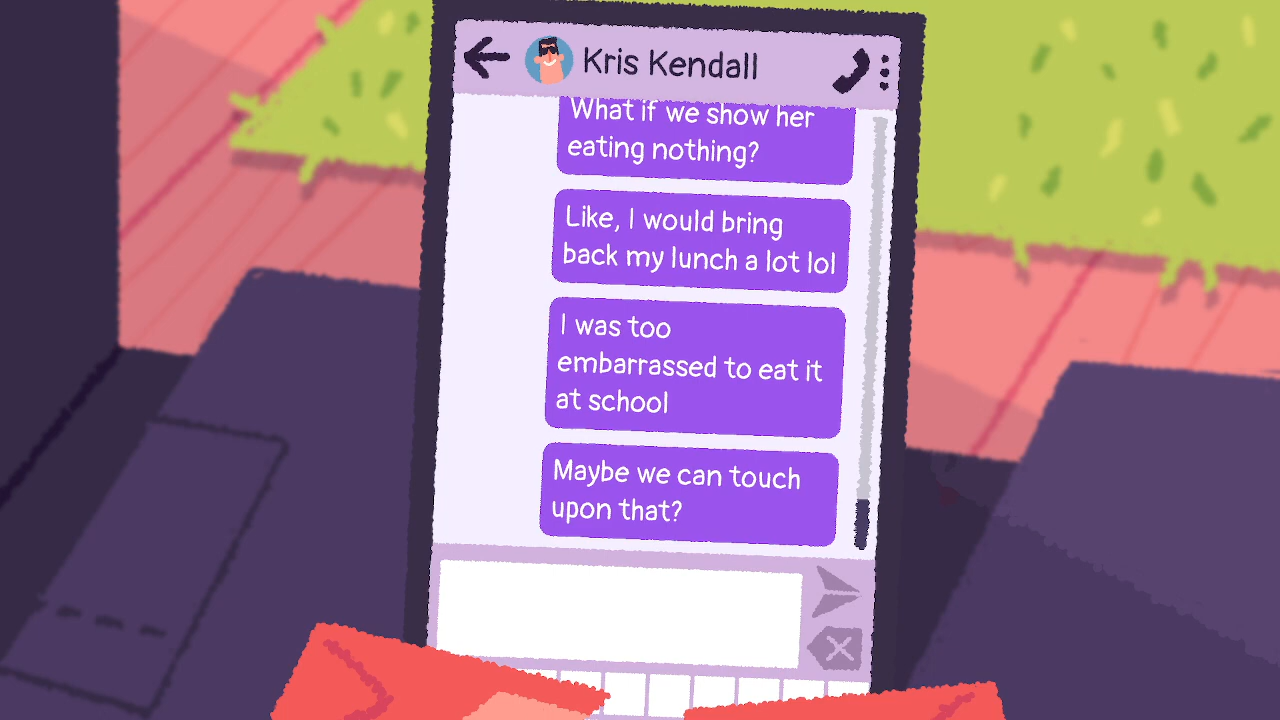 Kris Kendall
What if we show her
eating nothing?
Like, I would bring
back my lunch a lot lol
I was too
embarrassed to eat it
at school
Maybe we can touch
upon that?